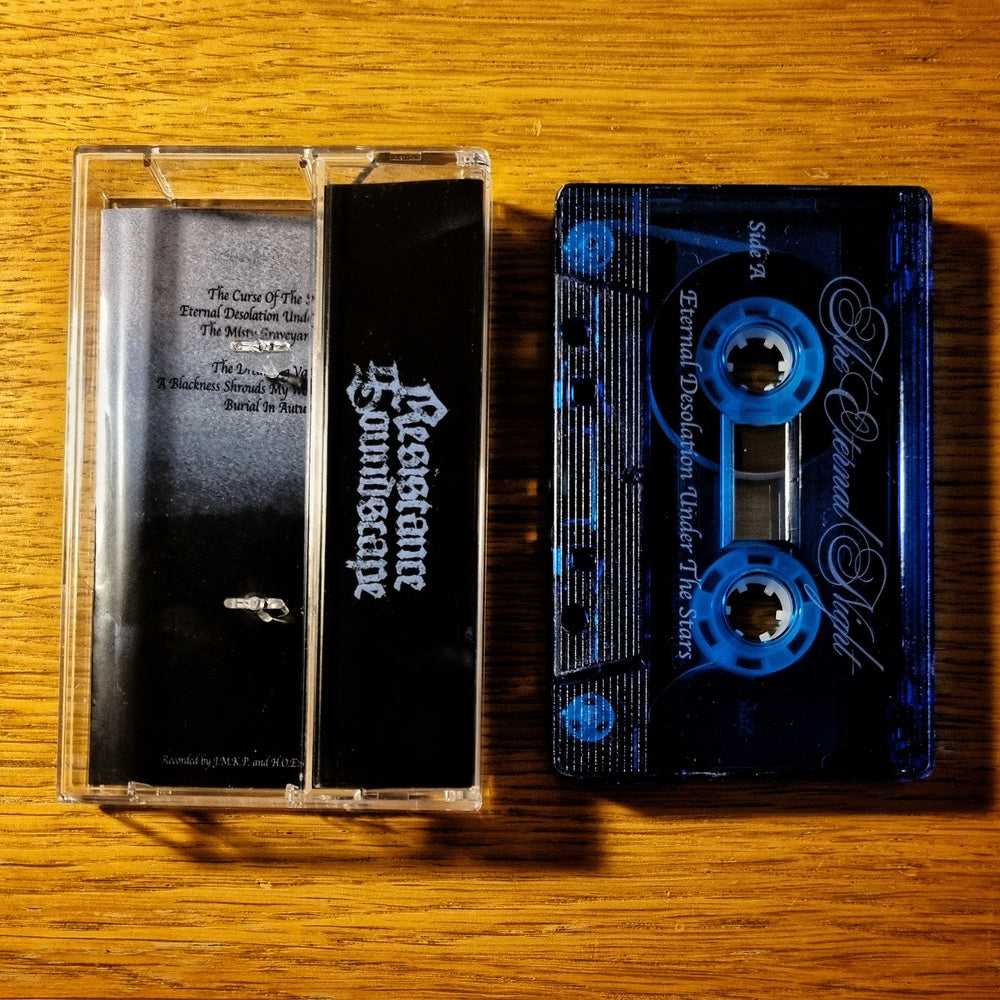 The Curse Of The
Eternal Desolation Unde
The Misty Graveyar
The
A Blackness Shrouds My
Burial In Autu
Recorded by J.M.K.P. and H.O.E
Resistance
Soundscape
Side A
The Eternal Night
Eternal Desolation Under The Stars